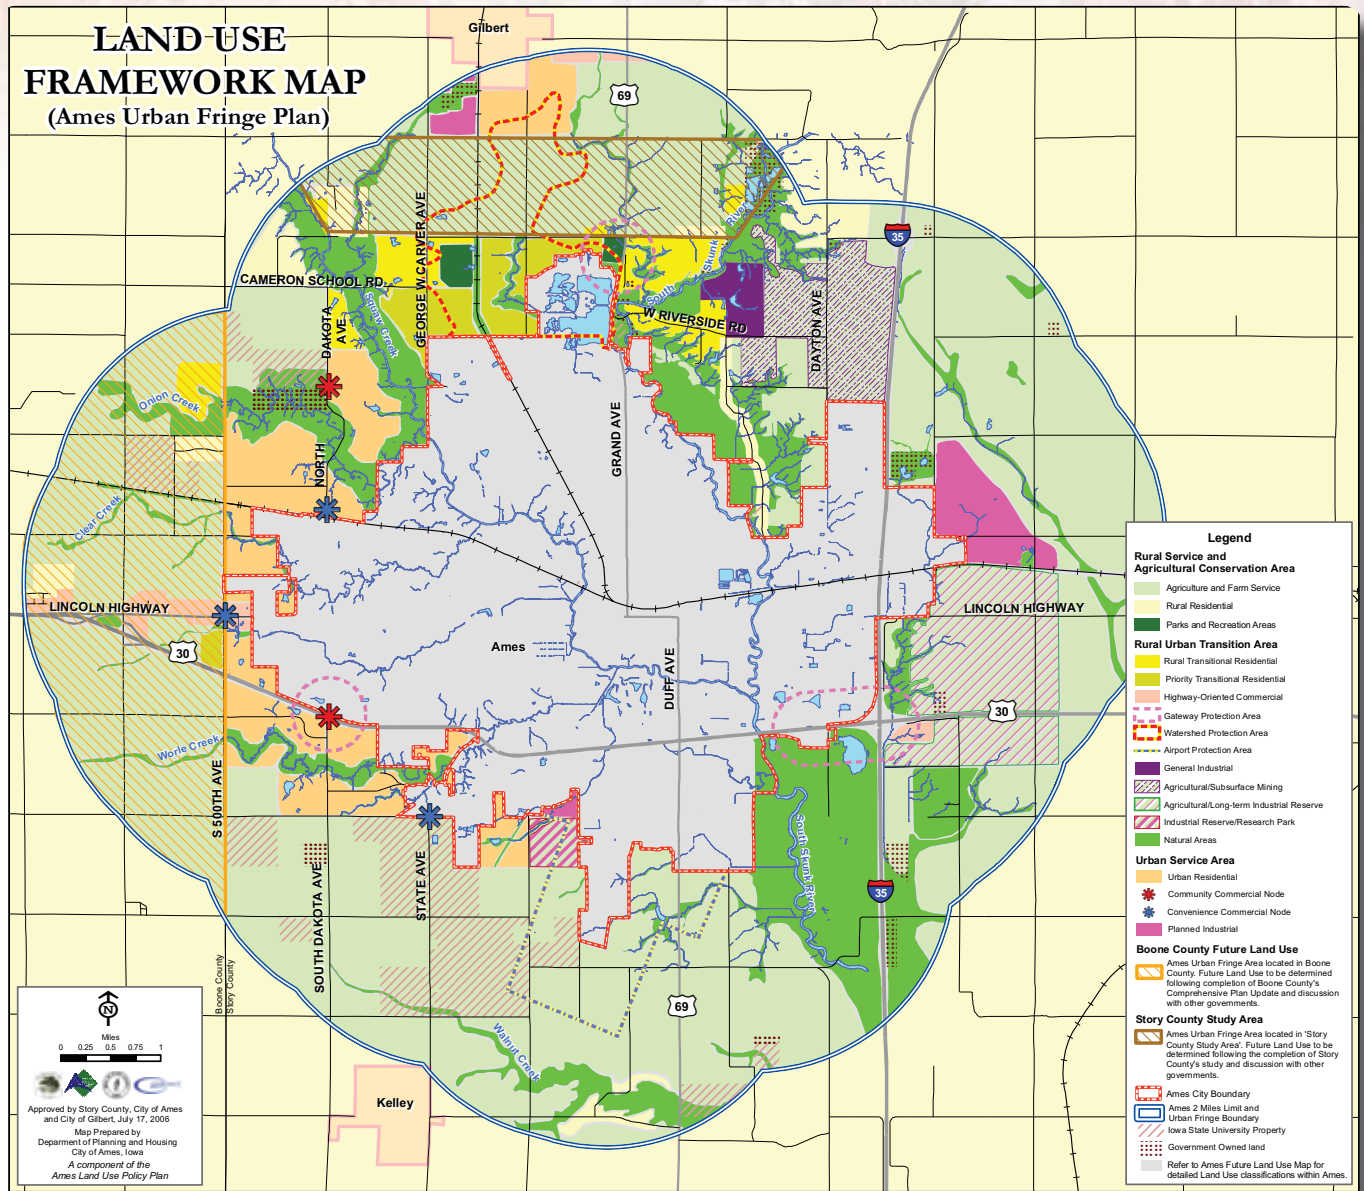 LAND USE
FRAMEWORK MAP
(Ames Urban Fringe Plan)
Gilbert
69
35
CAMERON SCHOOL RD.
GEORGE W CARVER AVE
DAKOTA
AVE
NORTH
Squaw Creek
South
Skunk
River
W RIVERSIDE RD
DAYTON AVE
GRAND AVE
Onion Creek
Clear Creek
LINCOLN HIGHWAY
30
LINCOLN HIGHWAY
Ames
DUFF AVE
30
Worle Creek
S 500TH AVE
SOUTH DAKOTA AVE
STATE AVE
South Skunk River
35
69
Walnut Creek
Boone County
Story County
Kelley
N
Miles
0 0.25 0.5 0.75 1
Approved by Story County, City of Ames
and City of Gilbert, July 17, 2006
Map Prepared by
Deparment of Planning and Housing
City of Ames, Iowa
A component of the
Ames Land Use Policy Plan
Legend
Rural Service and
Agricultural Conservation Area
Agriculture and Farm Service
Rural Residential
Parks and Recreation Areas
Rural Urban Transition Area
Rural Transitional Residential
Priority Transitional Residential
Highway-Oriented Commercial
Gateway Protection Area
Watershed Protection Area
Airport Protection Area
General Industrial
Agricultural/Subsurface Mining
Agricultural/Long-term Industrial Reserve
Industrial Reserve/Research Park
Natural Areas
Urban Service Area
Urban Residential
Community Commercial Node
Convenience Commercial Node
Planned Industrial
Boone County Future Land Use
Ames Urban Fringe Area located in Boone
County. Future Land Use to be determined
following completion of Boone County's
Comprehensive Plan Update and discussion
with other governments.
Story County Study Area
Ames Urban Fringe Area located in 'Story
County Study Area'. Future Land Use to be
determined following the completion of Story
County's study and discussion with other
governments.
Ames City Boundary
Ames 2 Miles Limit and
Urban Fringe Boundary
Iowa State University Property
Government Owned land
Refer to Ames Future Land Use Map for
detailed Land Use classifications within Ames.